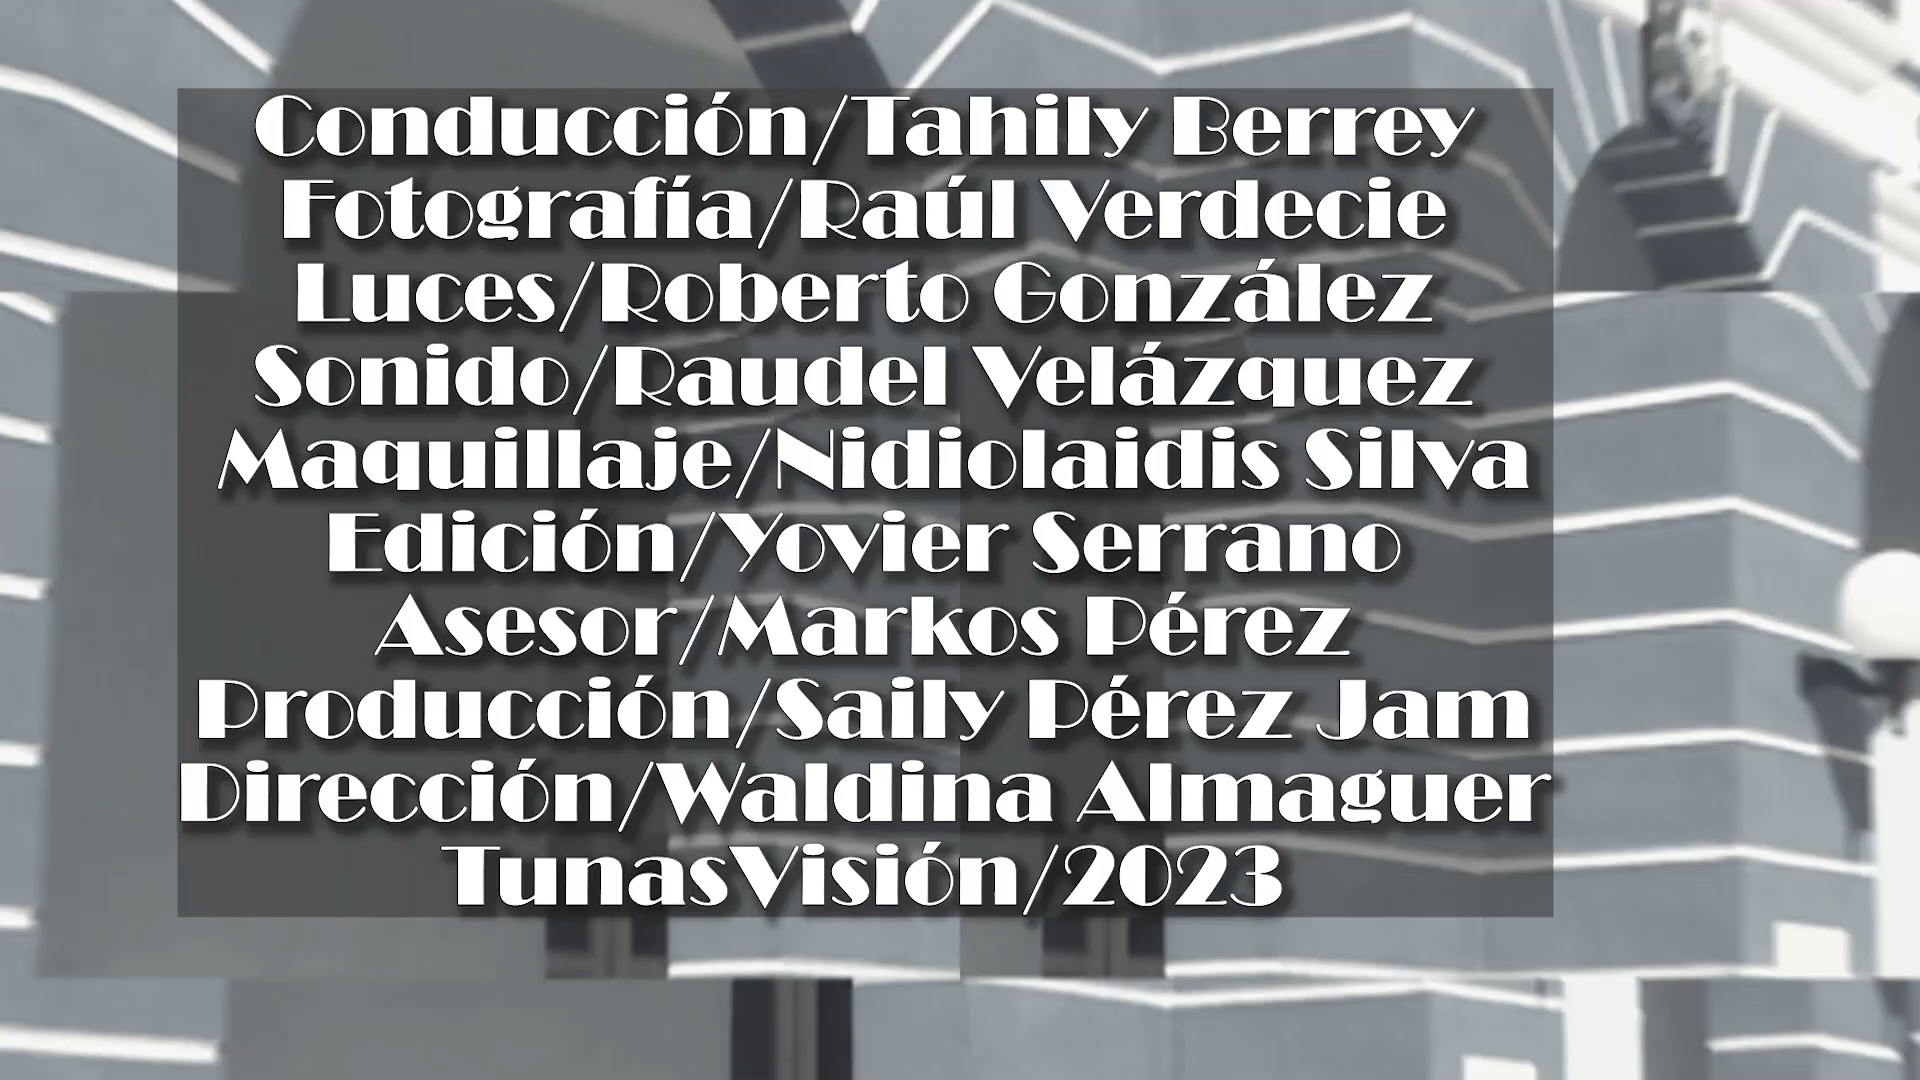 Conducción/Tahily Berrey
Fotografía/Raúl Verdecie
Luces/Roberto González
Sonido/Raudel Velázquez
Maquillaje/Nidiolaidis Silva
Edición/Yovier Serrano
Asesor/Markos Pérez
Producción/Saily Pérez Jam
Dirección/Waldina Almaguer
TunasVisión/2023